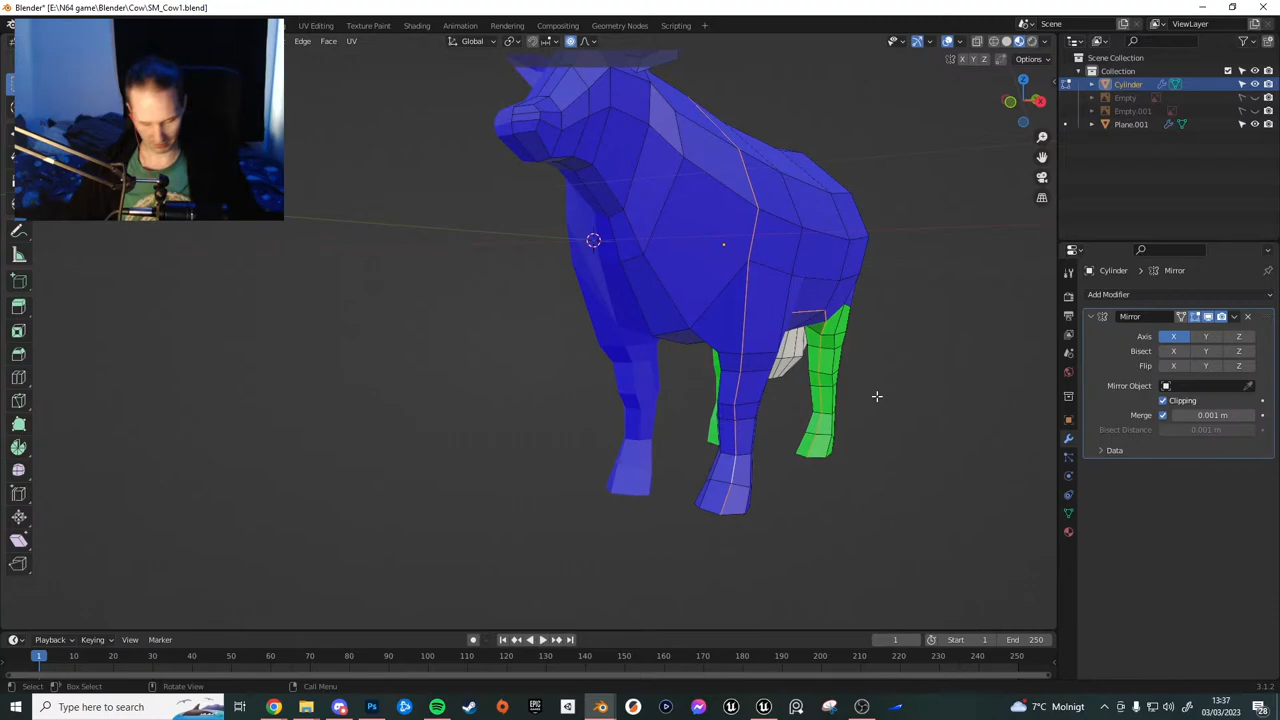 Blender* [E:\N64 game\Blender\Cow\SM_Cow1.blend]
UV Editing Texture Paint Shading Animation Rendering Compositing Geometry Nodes Scripting +
Scene ViewLayer
Edge Face UV Global
X Y Z Options
Scene Collection
Collection
Cylinder
Empty
Empty.001
Plane.001
Z
X
Cylinder > Mirror
Add Modifier
Mirror
Axis X Y Z
Bisect X Y Z
Flip X Y Z
Mirror Object
Clipping
Merge 0.001 m
Bisect Distance 0.001 m
Data
Playback Keying View Marker 1 Start 1 End 250
1 10 20 30 40 50 60 70 80 90 100 110 120 130 140 150 160 170 180 190 200 210 220 230 240 250
Select Box Select Rotate View Call Menu 3.1.2
Type here to search
7°C Molnigt
13:37
03/03/2023